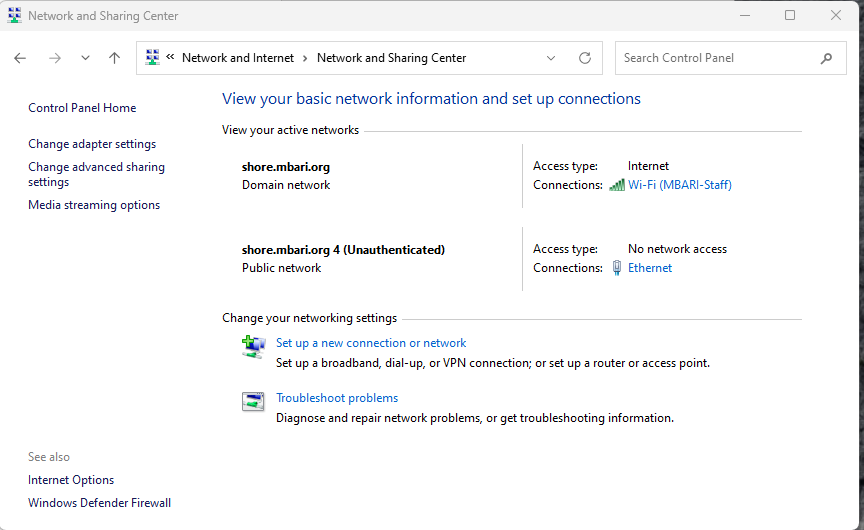 Network and Sharing Center
« Network and Internet › Network and Sharing Center
Search Control Panel
Control Panel Home
Change adapter settings
Change advanced sharing
settings
Media streaming options
View your basic network information and set up connections
View your active networks
shore.mbari.org
Domain network
Access type: Internet
Connections: Wi-Fi (MBARI-Staff)
shore.mbari.org 4 (Unauthenticated)
Public network
Access type: No network access
Connections: Ethernet
Change your networking settings
Set up a new connection or network
Set up a broadband, dial-up, or VPN connection; or set up a router or access point.
Troubleshoot problems
Diagnose and repair network problems, or get troubleshooting information.
See also
Internet Options
Windows Defender Firewall